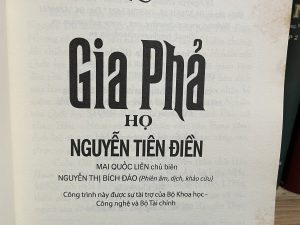 Gia Phả
HỌ
NGUYỄN TIÊN ĐIỀN
MAI QUỐC LIÊN chủ biên
NGUYỄN THỊ BÍCH ĐÀO (Phiên âm, dịch, khảo cứu)
Công trình này được sự tài trợ của Bộ Khoa học -
Công nghệ và Bộ Tài chính